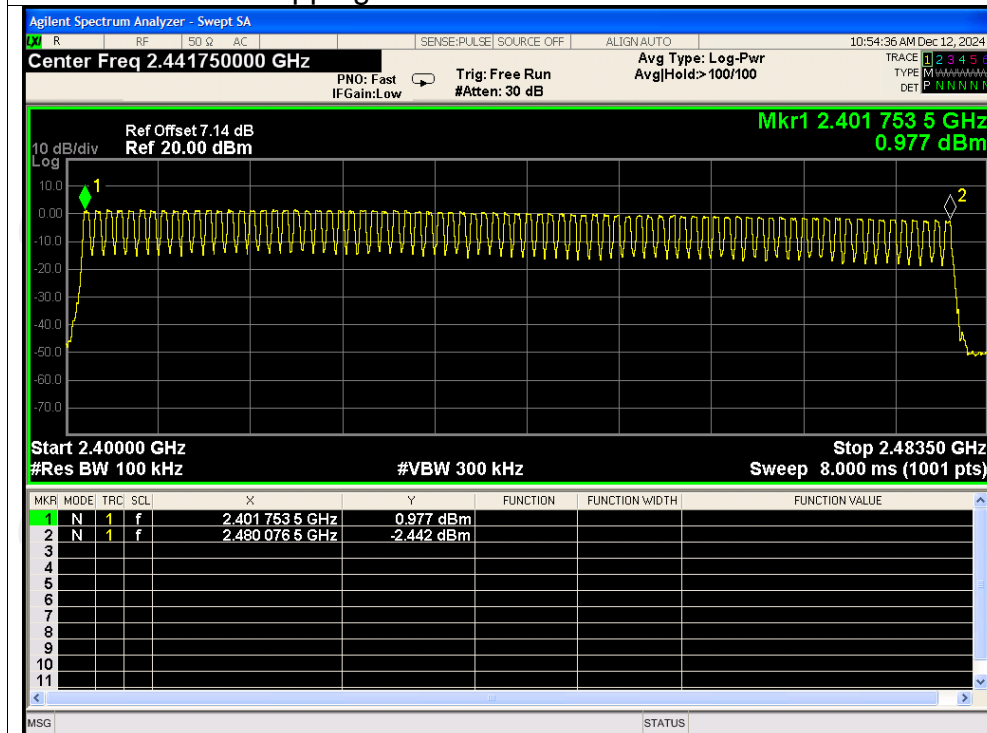 Agilent Spectrum Analyzer - Swept SA
LXI R RF 50 Ω AC SENSE:PULSE SOURCE OFF ALIGN AUTO 10:54:36 AM Dec 12, 2024
Center Freq 2.441750000 GHz
PNO: Fast Trig: Free Run Avg Type: Log-Pwr TRACE 1 2 3 4 5 6
IFGain:Low #Atten: 30 dB Avg|Hold:>100/100 TYPE M
DET P N N N N
Mkr1 2.401 753 5 GHz
0.977 dBm
Ref Offset 7.14 dB
10 dB/div Ref 20.00 dBm
Log
10.0
0.00
-10.0
-20.0
-30.0
-40.0
-50.0
-60.0
-70.0
1
2
Start 2.40000 GHz Stop 2.48350 GHz
#Res BW 100 kHz #VBW 300 kHz Sweep 8.000 ms (1001 pts)
MKR MODE TRC SCL X Y FUNCTION FUNCTION WIDTH FUNCTION VALUE
1 N 1 f 2.401 753 5 GHz 0.977 dBm
2 N 1 f 2.480 076 5 GHz -2.442 dBm
3
4
5
6
7
8
9
10
11
MSG STATUS